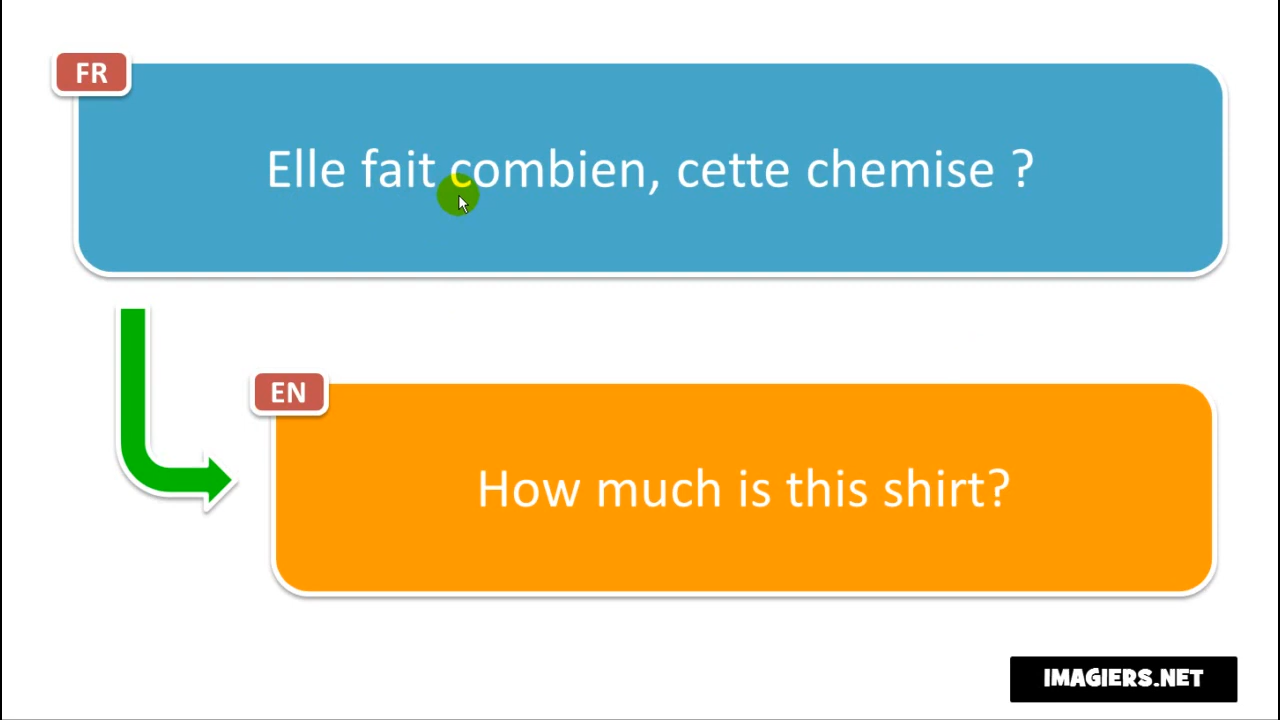 FR
Elle fait combien, cette chemise ?
EN
How much is this shirt?
IMAGIERS.NET